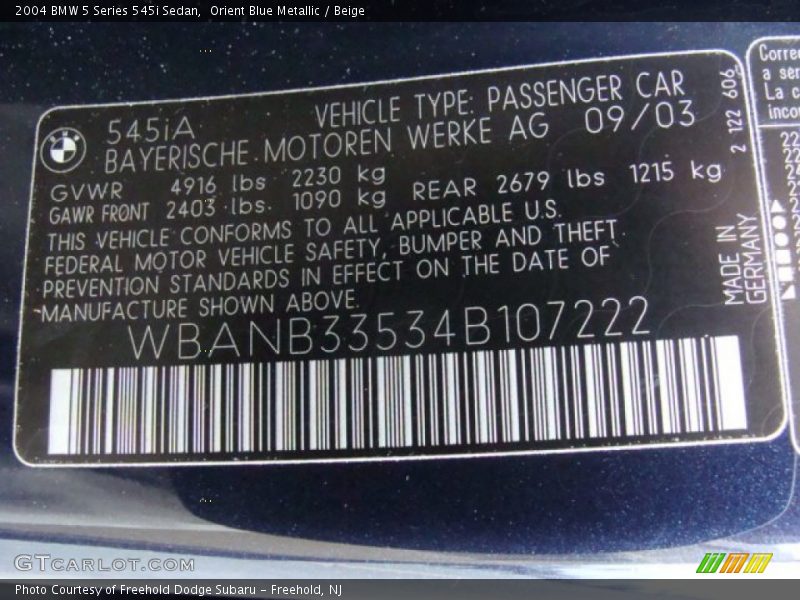 2004 BMW 5 Series 545i Sedan,  Orient Blue Metallic / Beige
545iA VEHICLE TYPE: PASSENGER CAR
BAYERISCHE MOTOREN WERKE AG 09/03
GVWR 4916 lbs 2230 kg
GAWR FRONT 2403 lbs. 1090 kg REAR 2679 lbs 1215 kg
THIS VEHICLE CONFORMS TO ALL APPLICABLE U.S.
FEDERAL MOTOR VEHICLE SAFETY, BUMPER AND THEFT
PREVENTION STANDARDS IN EFFECT ON THE DATE OF
MANUFACTURE SHOWN ABOVE.
WBANB33534B107222
2 122 606
MADE IN
GERMANY
a
La
GTCARLOT.COM
Photo Courtesy of Freehold Dodge Subaru - Freehold, NJ